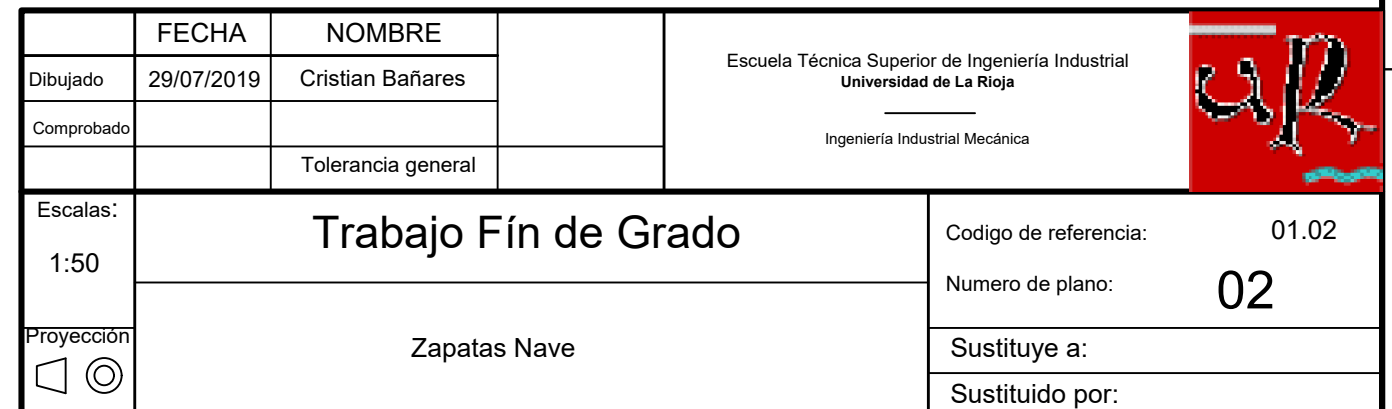 FECHA NOMBRE
Dibujado 29/07/2019 Cristian Bañares
Comprobado
Tolerancia general
Escuela Técnica Superior de Ingeniería Industrial
Universidad de La Rioja
Ingeniería Industrial Mecánica
uR
Escalas:
1:50
Trabajo Fín de Grado
Codigo de referencia: 01.02
Numero de plano: 02
Proyección
Zapatas Nave
Sustituye a:
Sustituido por: